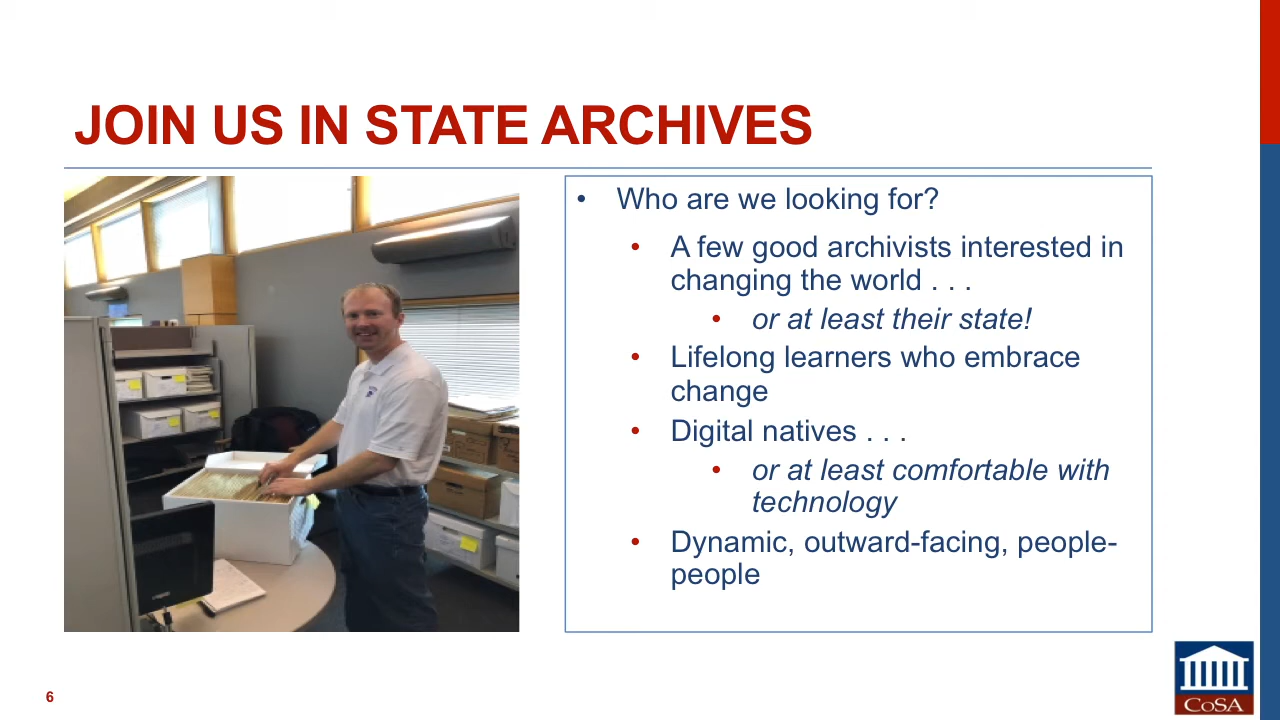 JOIN US IN STATE ARCHIVES
• Who are we looking for?
• A few good archivists interested in
changing the world . . .
• or at least their state!
• Lifelong learners who embrace
change
• Digital natives . . .
• or at least comfortable with
technology
• Dynamic, outward-facing, people-
people
6
CoSA